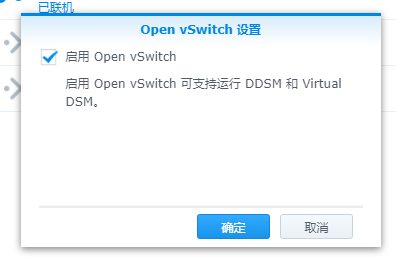 已联机
Open vSwitch 设置
启用 Open vSwitch
启用 Open vSwitch 可支持运行 DDSM 和 Virtual
DSM。
确定
取消